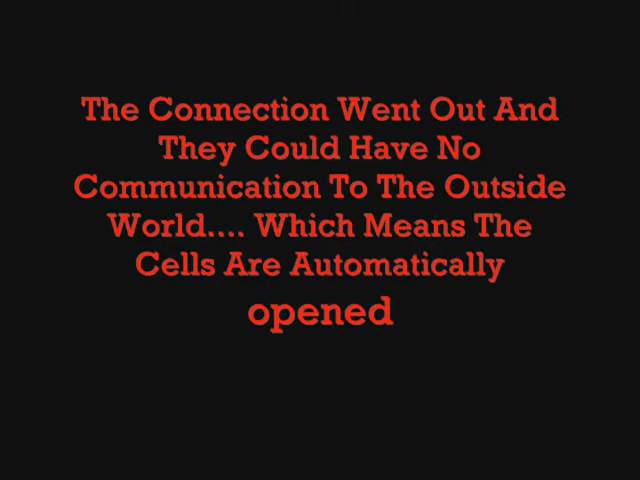 The Connection Went Out And
They Could Have No
Communication To The Outside
World.... Which Means The
Cells Are Automatically
opened